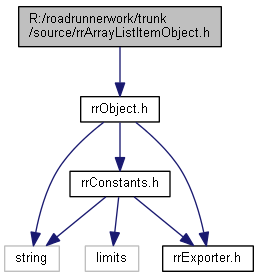 R:/roadrunnerwork/trunk
/source/rrArrayListItemObject.h
rrObject.h
rrConstants.h
string
limits
rrExporter.h